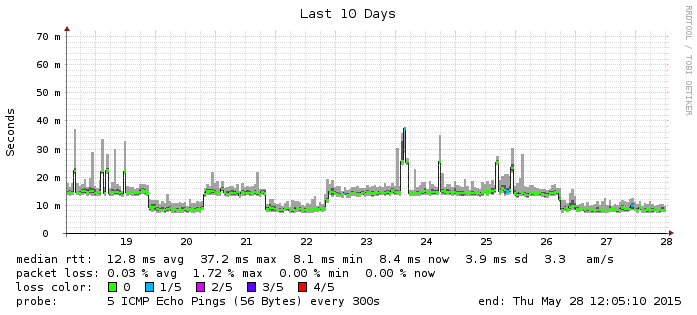 Last 10 Days
RRDTOOL / TOBI OETIKER
Seconds
70 m
60 m
50 m
40 m
30 m
20 m
10 m
0
19 20 21 22 23 24 25 26 27 28
median rtt: 12.8 ms avg 37.2 ms max 8.1 ms min 8.4 ms now 3.9 ms sd 3.3 am/s
packet loss: 0.03 % avg 1.72 % max 0.00 % min 0.00 % now
loss color: 0 1/5 2/5 3/5 4/5
probe: 5 ICMP Echo Pings (56 Bytes) every 300s end: Thu May 28 12:05:10 2015